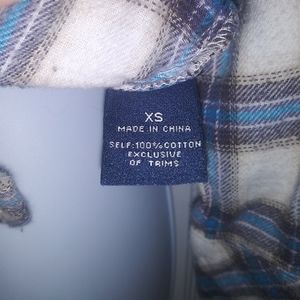 XS
MADE IN CHINA
SELF:100%COTTON
EXCLUSIVE
OF TRIMS